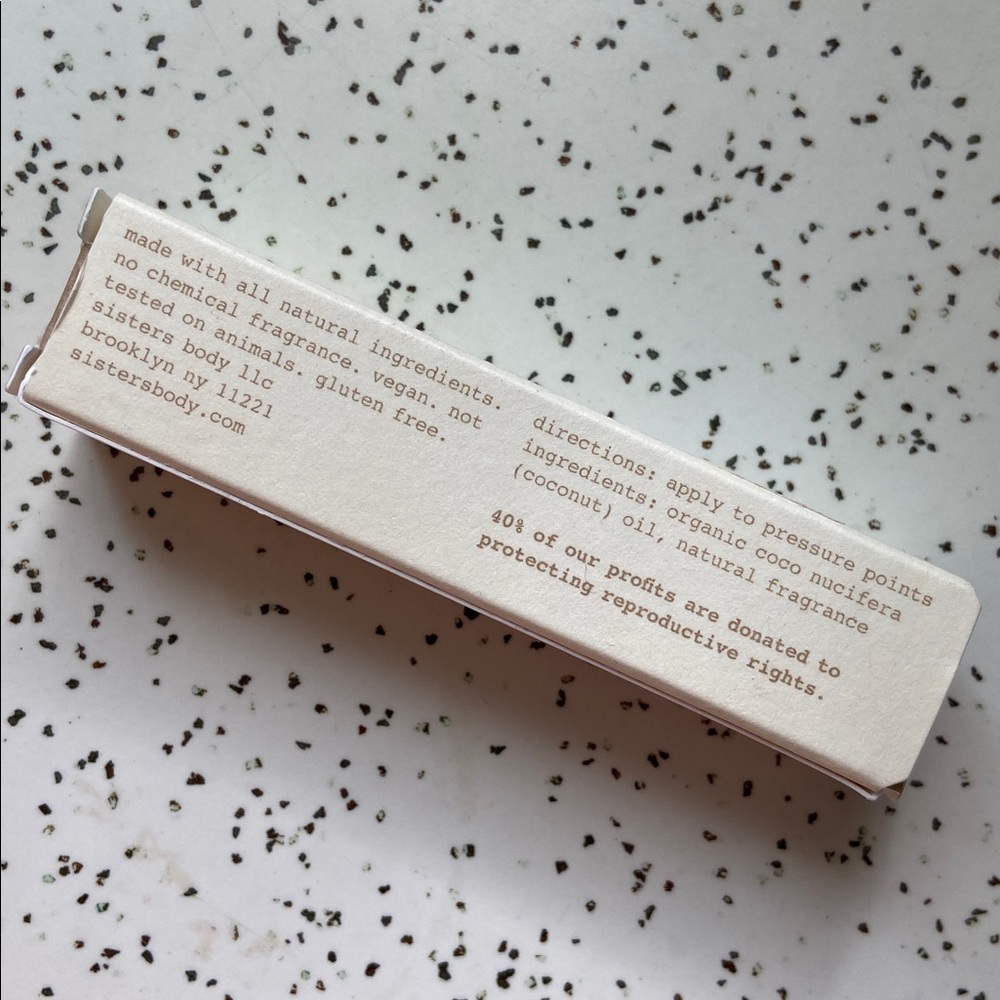 made with all natural ingredients.
no chemical fragrance. vegan. not
tested on animals. gluten free.
sisters body llc
brooklyn ny 11221
sistersbody.com
directions: apply to pressure points
ingredients: organic coco nucifera
(coconut) oil, natural fragrance
40% of our profits are donated to
protecting reproductive rights.